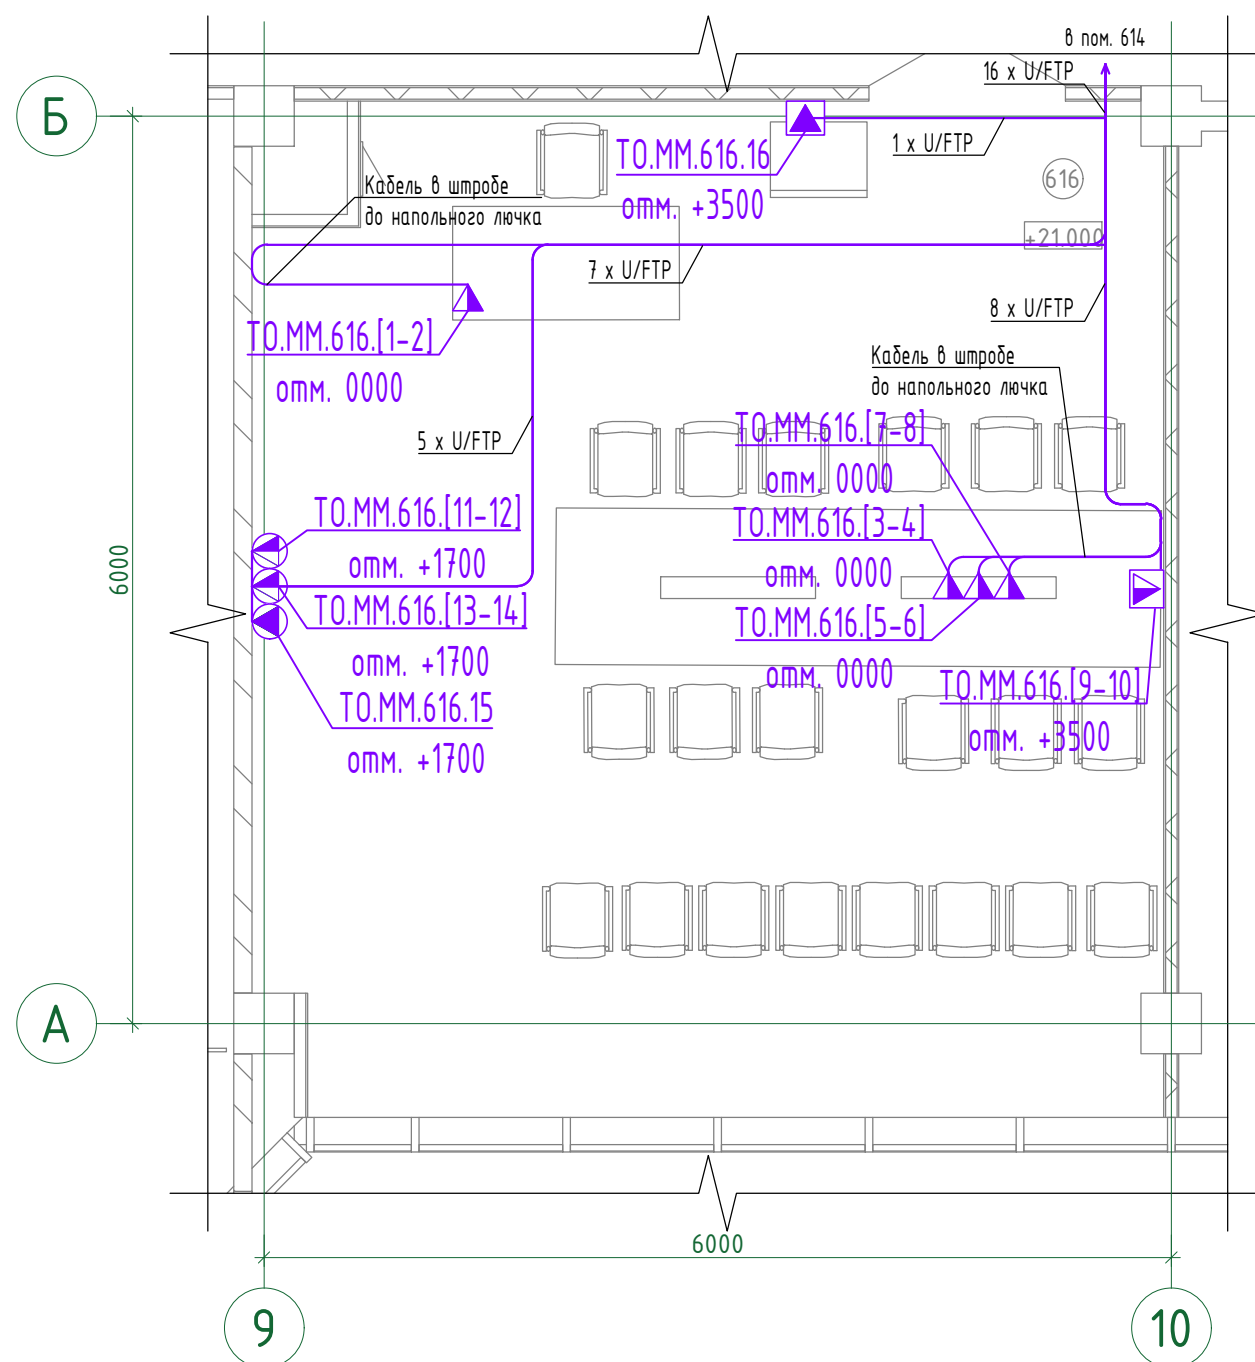 в пом. 614
16 x U/FTP
Б
1 x U/FTP
ТО.ММ.616.16
отм. +3500
616
Кабель в штробе
до напольного лючка
+21.000
7 x U/FTP
8 x U/FTP
ТО.ММ.616.[1-2]
отм. 0000
Кабель в штробе
до напольного лючка
5 x U/FTP
ТО.ММ.616.[7-8]
отм. 0000
ТО.ММ.616.[11-12]
отм. +1700
ТО.ММ.616.[3-4]
отм. 0000
6000
ТО.ММ.616.[13-14]
отм. +1700
ТО.ММ.616.[5-6]
отм. 0000
ТО.ММ.616.15
отм. +1700
ТО.ММ.616.[9-10]
отм. +3500
А
6000
9
10